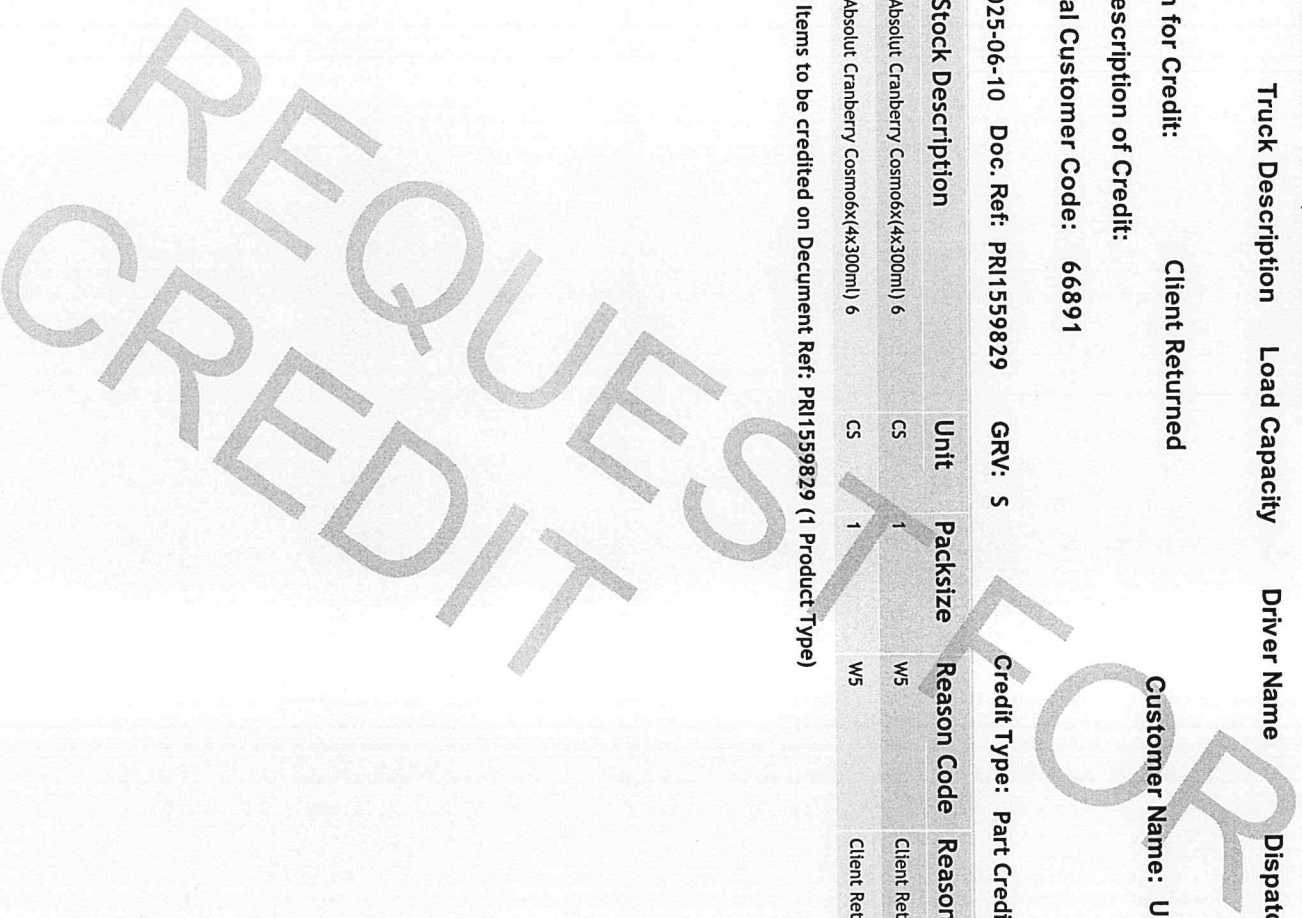 Truck Description Load Capacity Driver Name Dispatc
n for Credit: Client Returned
Customer Name: U
escription of Credit:
al Customer Code: 66891
025-06-10 Doc. Ref: PRI1559829 GRV: S Credit Type: Part Credi
Stock Description Unit Packsize Reason Code Reason
Absolut Cranberry Cosmo6x(4x300ml) 6 CS 1 W5 Client Ret
Absolut Cranberry Cosmo6x(4x300ml) 6 CS 1 W5 Client Ret
Items to be credited on Decument Ref: PRI1559829 (1 Product Type)
REQUEST FOR
CREDIT